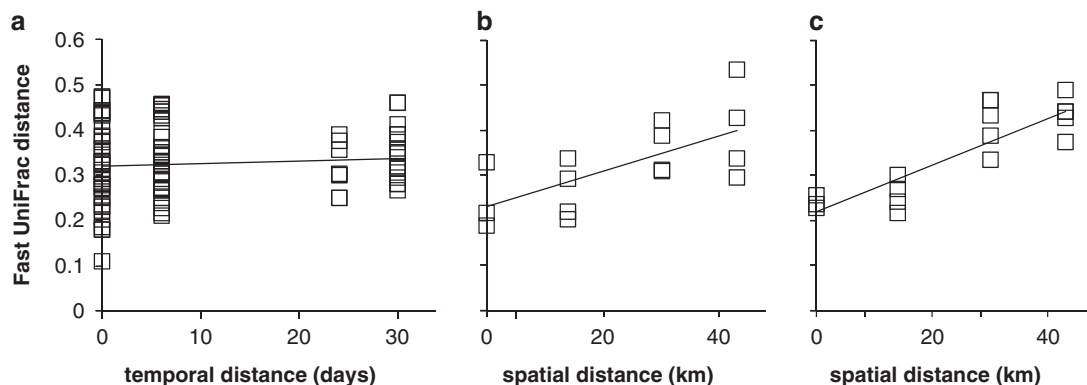 a
b
c
Fast UniFrac distance
0.6
0.5
0.4
0.3
0.2
0.1
0
0 10 20 30
0 20 40
0 20 40
temporal distance (days)
spatial distance (km)
spatial distance (km)